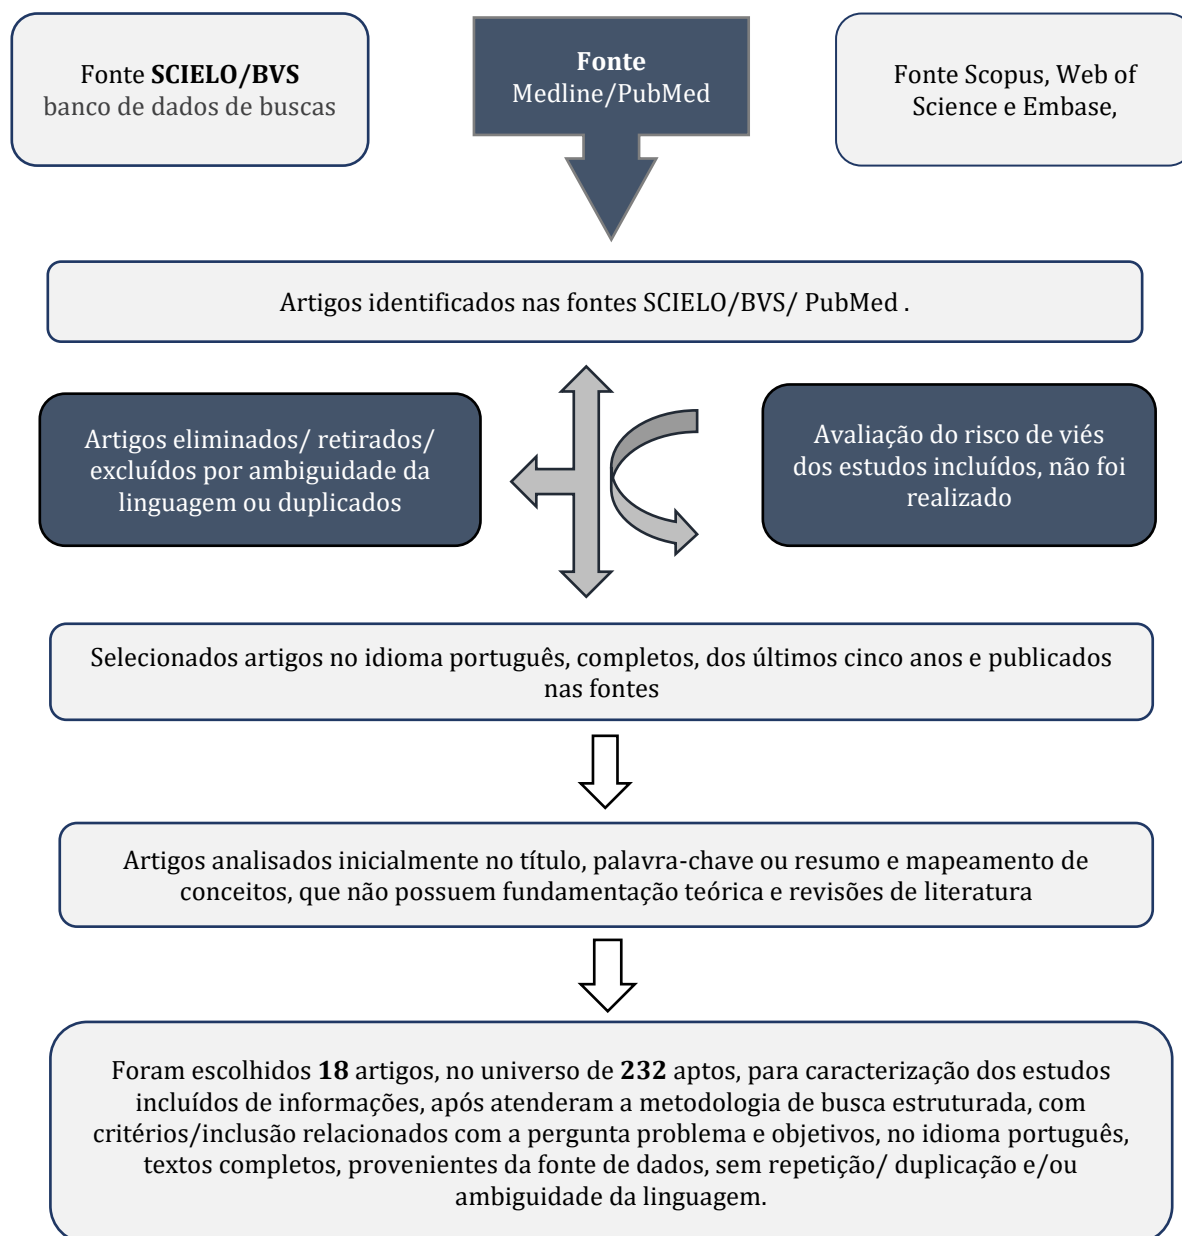 Fonte SCIELO/BVS
banco de dados de buscas
Fonte
Medline/PubMed
Fonte Scopus, Web of
Science e Embase,
Artigos identificados nas fontes SCIELO/BVS/ PubMed .
Artigos eliminados/ retirados/
excluídos por ambiguidade da
linguagem ou duplicados
Avaliação do risco de viés
dos estudos incluídos, não foi
realizado
Selecionados artigos no idioma português, completos, dos últimos cinco anos e publicados
nas fontes
Artigos analisados inicialmente no título, palavra-chave ou resumo e mapeamento de
conceitos, que não possuem fundamentação teórica e revisões de literatura
Foram escolhidos 18 artigos, no universo de 232 aptos, para caracterização dos estudos
incluídos de informações, após atenderam a metodologia de busca estruturada, com
critérios/inclusão relacionados com a pergunta problema e objetivos, no idioma português,
textos completos, provenientes da fonte de dados, sem repetição/ duplicação e/ou
ambiguidade da linguagem.